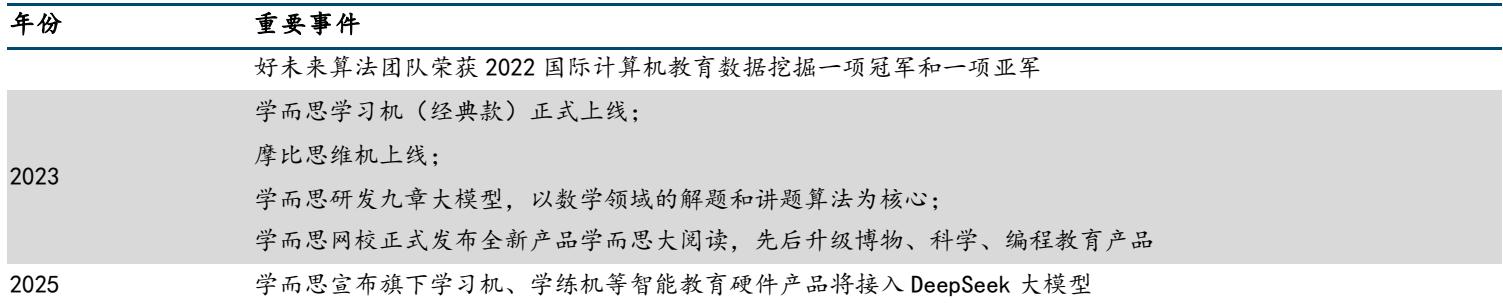 年份 重要事件
好未来算法团队荣获 2022 国际计算机教育数据挖掘一项冠军和一项亚军
学而思学习机（经典款）正式上线；
摩比思维机上线；
2023
学而思研发九章大模型，以数学领域的解题和讲题算法为核心；
学而思网校正式发布全新产品学而思大阅读，先后升级博物、科学、编程教育产品
2025 学而思宣布旗下学习机、学练机等智能教育硬件产品将接入 DeepSeek 大模型